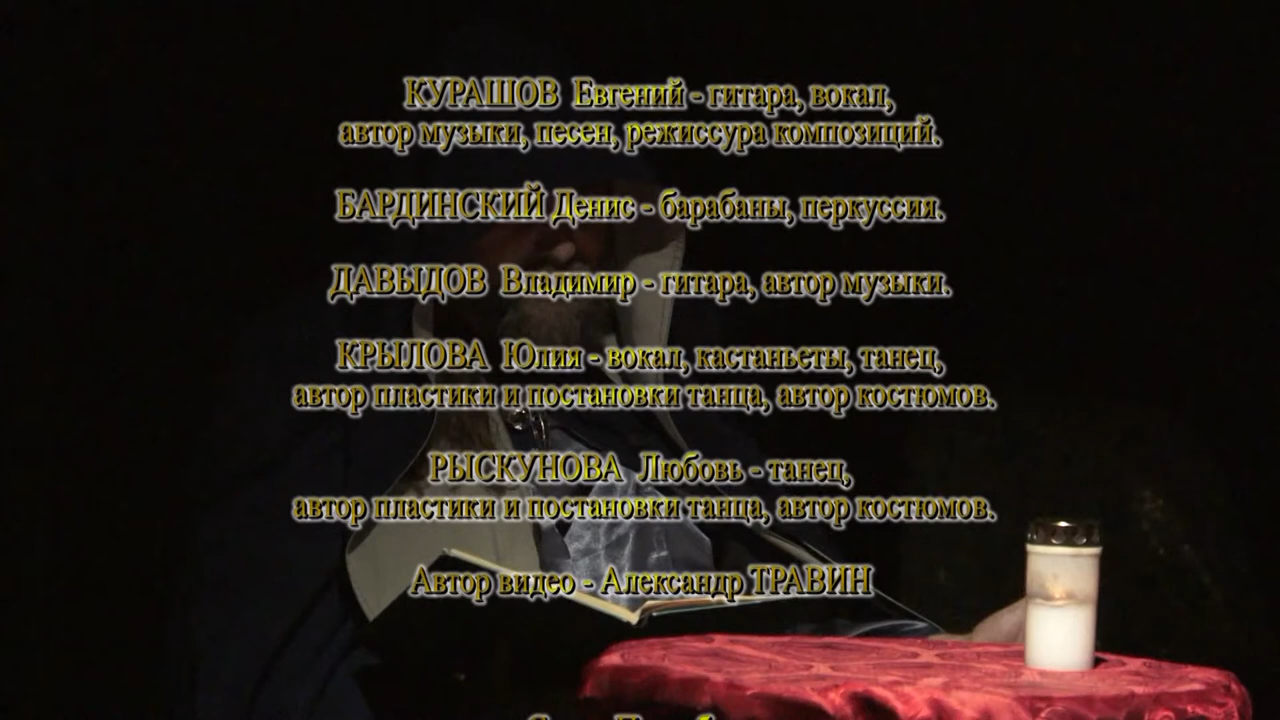 КУРАШОВ Евгений - гитара, вокал,
автор музыки, песен, режиссура композиций.
БАРДИНСКИЙ Денис - барабаны, перкуссия.
ДАВЫДОВ Владимир - гитара, автор музыки.
КРЫЛОВА Юлия - вокал, кастаньеты, танец,
автор пластики и постановки танца, автор костюмов.
РЫСКУНОВА Любовь - танец,
автор пластики и постановки танца, автор костюмов.
Автор видео - Александр ТРАВИН